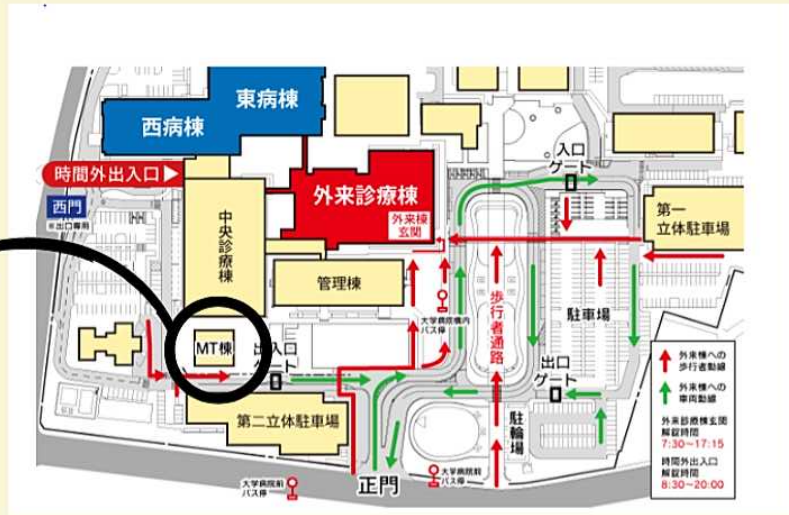 東病棟
西病棟
時間外出入口
西門
※出口専用
外来診療棟
外来棟
玄関
中央診療棟
管理棟
入口
ゲート
第一
立体駐車場
駐車場
歩行者通路
大学病院構内
バス停
MT棟
出入口
ゲート
出口
ゲート
駐輪場
第二立体駐車場
大学病院前
バス停
正門
大学病院前
バス停
外来棟への
歩行者動線
外来棟への
車両動線
外来診療棟玄関
解錠時間
7:30~17:15
時間外出入口
解錠時間
8:30~20:00